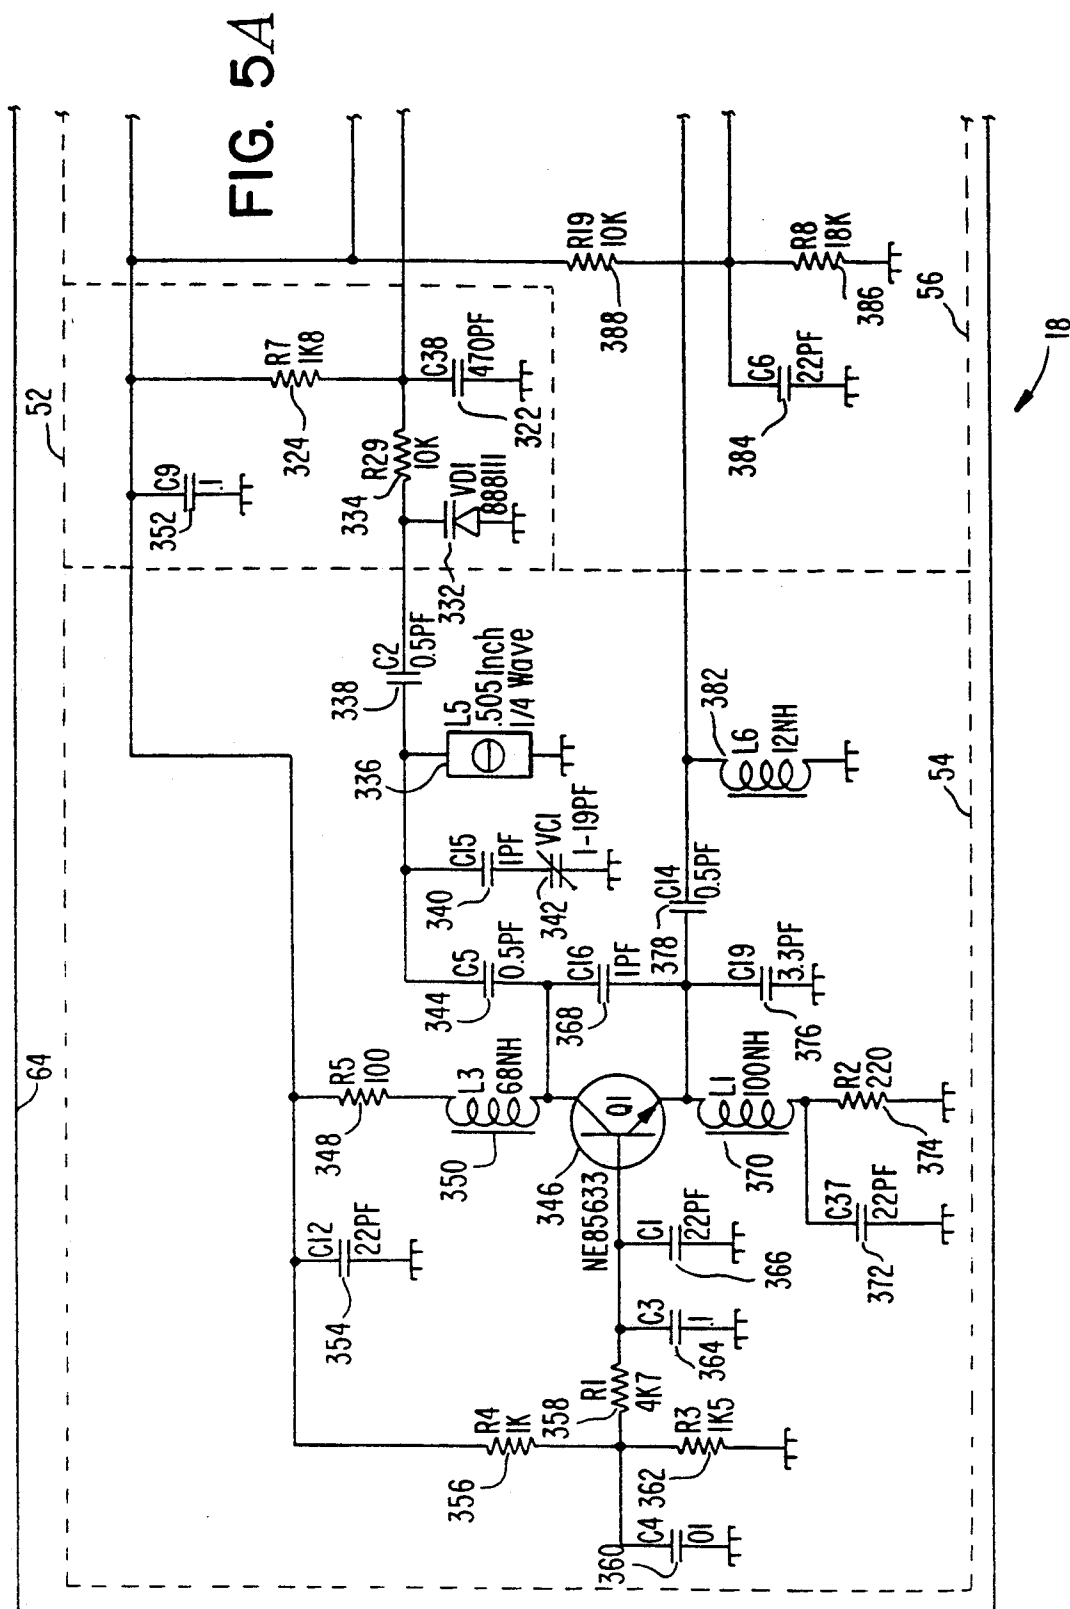 FIG. 5A
64
52
C9
.1
352
R7
1K8
324
R29
10K
334
C38
470PF
322
VD1
888111
332
C2
0.5PF
338
L5
.505 Inch
1/4 Wave
336
C15
1PF
340
VC1
1-19PF
342
C5
0.5PF
344
C16
1PF
368
R5
100
348
L3
68NH
350
C12
22PF
354
Q1
346
NE85633
R4
1K
356
R1
4K7
358
C4
01
360
R3
1K5
362
C3
.1
364
C1
22PF
366
L1
100NH
370
C37
22PF
372
R2
220
374
C19
3.3PF
376
C14
0.5PF
378
L6
12NH
382
R19
10K
388
C6
22PF
384
R8
18K
386
54
56
18